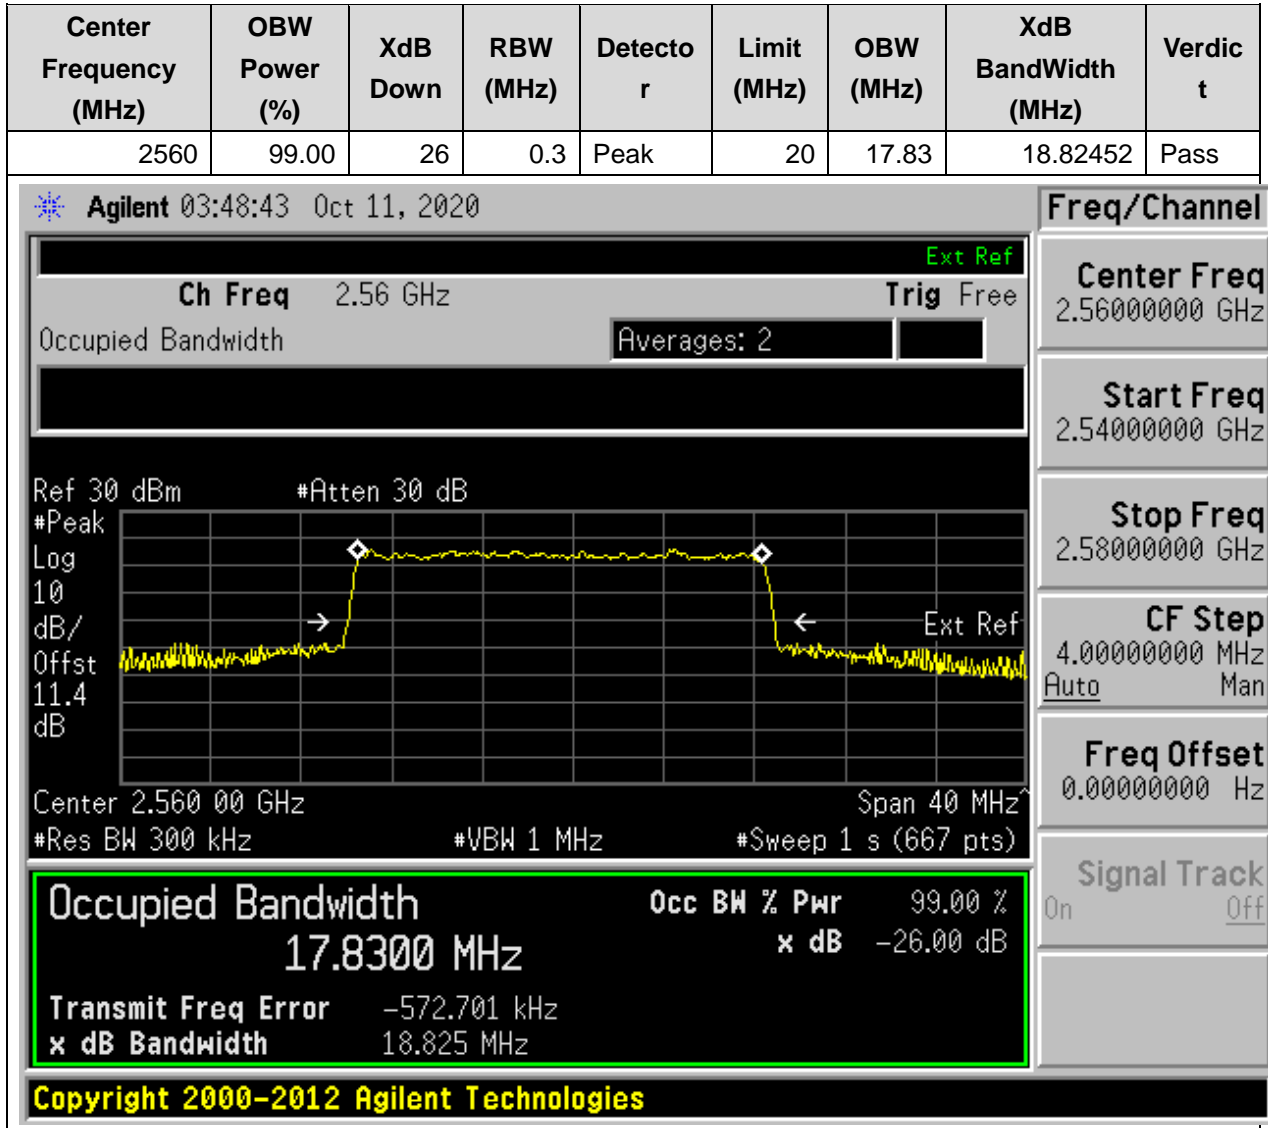 Center Frequency (MHz) OBW Power (%) XdB Down RBW (MHz) Detecto r Limit (MHz) OBW (MHz) XdB BandWidth (MHz) Verdic t
2560 99.00 26 0.3 Peak 20 17.83 18.82452 Pass
Agilent 03:48:43 Oct 11, 2020
Freq/Channel
Ext Ref
Ch Freq 2.56 GHz Trig Free
Occupied Bandwidth Averages: 2
Center Freq
2.56000000 GHz
Start Freq
2.54000000 GHz
Stop Freq
2.58000000 GHz
CF Step
4.00000000 MHz
Auto Man
Freq Offset
0.00000000 Hz
Signal Track
On Off
Ref 30 dBm #Atten 30 dB
#Peak
Log
10
dB/
Offst
11.4
dB
Ext Ref
Center 2.560 00 GHz Span 40 MHz^
#Res BW 300 kHz #VBW 1 MHz #Sweep 1 s (667 pts)
Occupied Bandwidth
17.8300 MHz
Occ BW % Pwr 99.00 %
x dB -26.00 dB
Transmit Freq Error -572.701 kHz
x dB Bandwidth 18.825 MHz
Copyright 2000-2012 Agilent Technologies